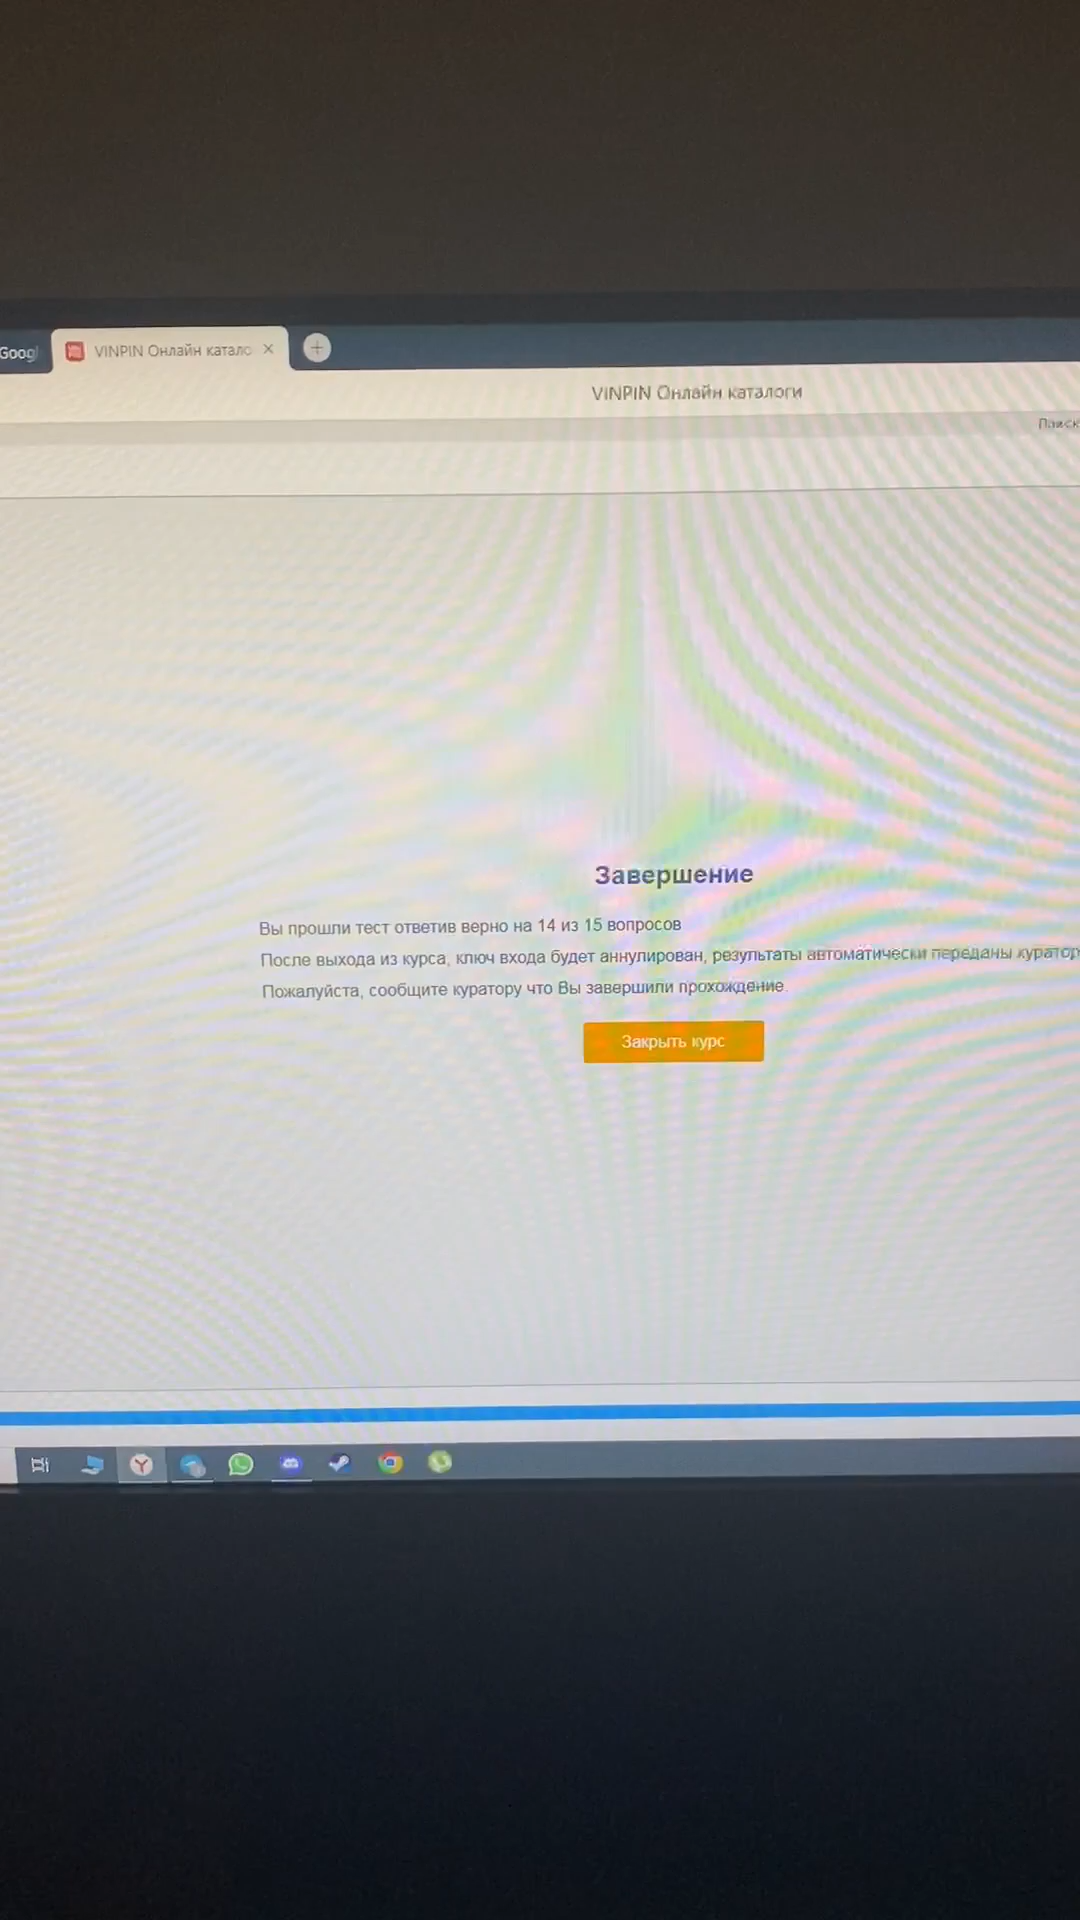 Goog
VINPIN Онлайн катало
VINPIN Онлайн каталоги
Поиск
Завершение
Вы прошли тест ответив верно на 14 из 15 вопросов
После выхода из курса, ключ входа будет аннулирован, результаты автоматически переданы куратор
Пожалуйста, сообщите куратору что Вы завершили прохождение.
Закрыть курс